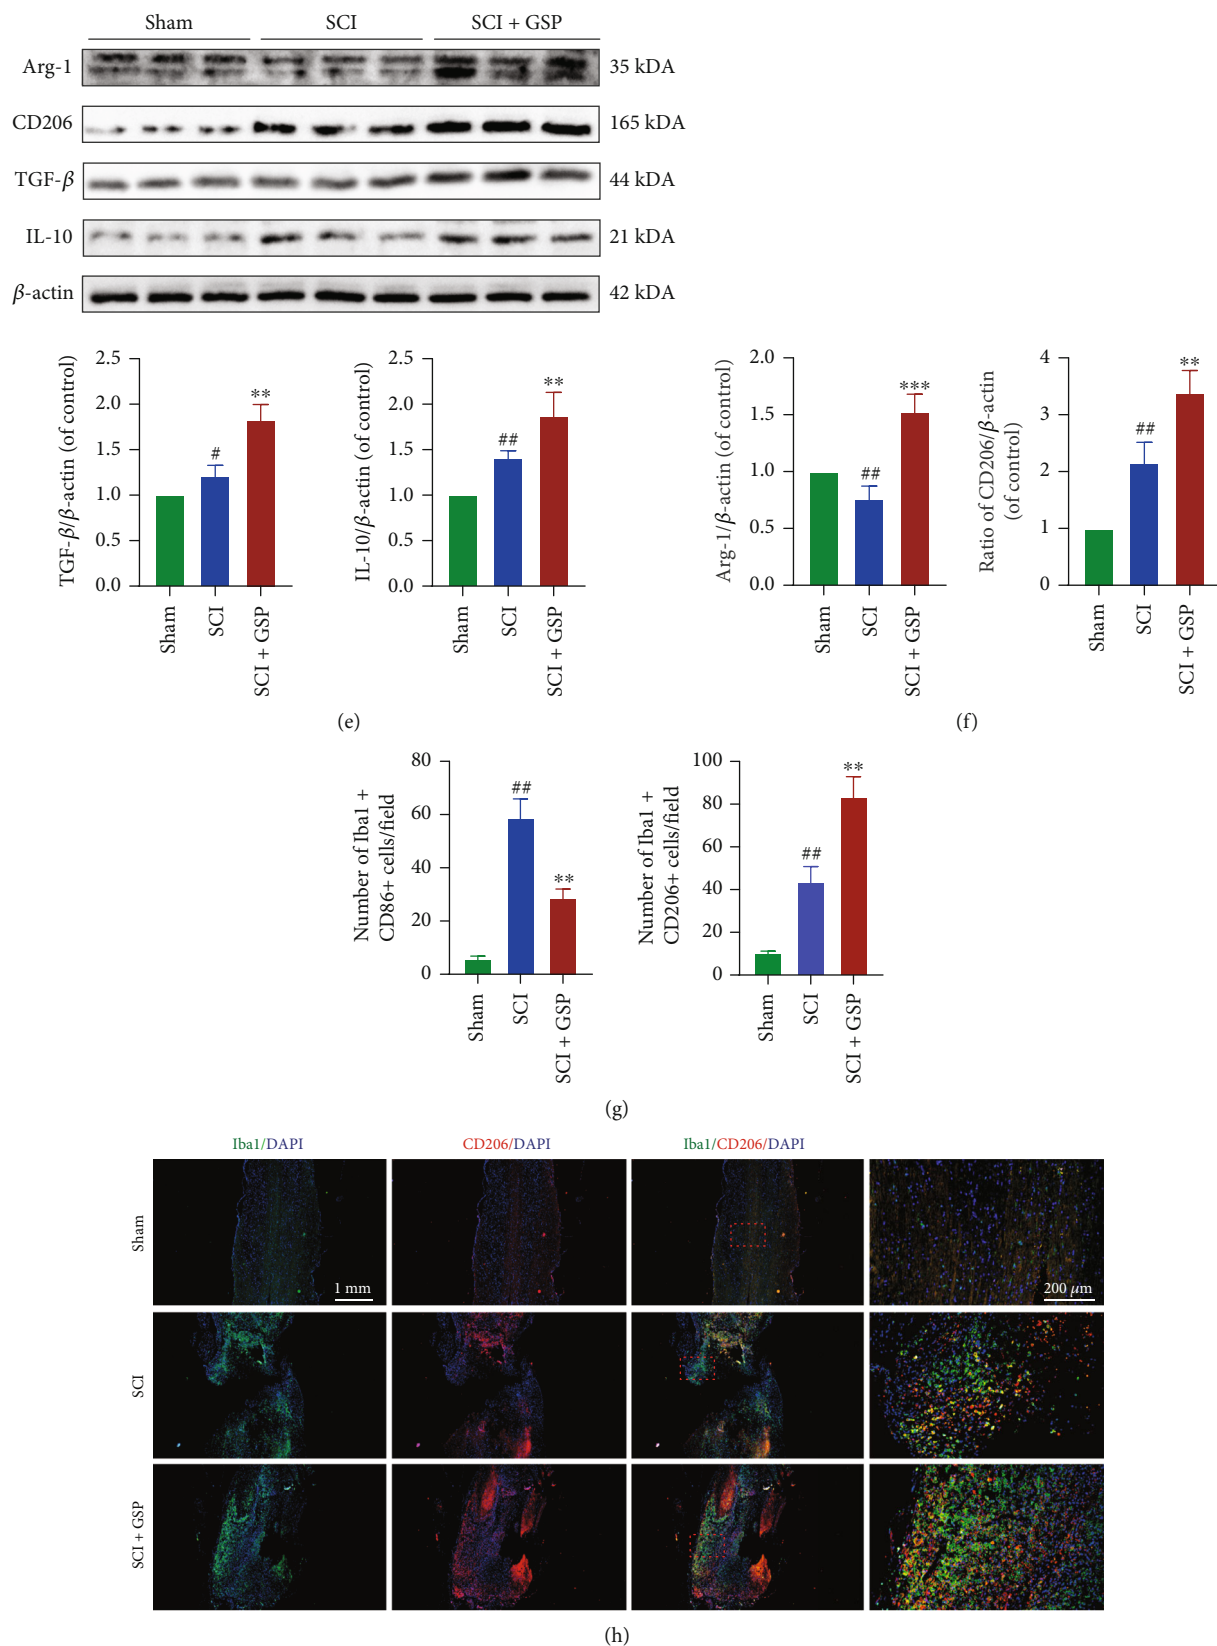 Sham SCI SCI + GSP
Arg-1 35 kDA
CD206 165 kDA
TGF-β 44 kDA
IL-10 21 kDA
β-actin 42 kDA
TGF-β/β-actin (of control)
2.5
2.0
1.5
1.0
0.5
0.0
#
**
Sham
SCI
SCI + GSP
IL-10/β-actin (of control)
2.5
2.0
1.5
1.0
0.5
0.0
##
**
Sham
SCI
SCI + GSP
(e)
Arg-1/β-actin (of control)
2.0
1.5
1.0
0.5
0.0
##
***
Sham
SCI
SCI + GSP
Ratio of CD206/β-actin
(of control)
4
3
2
1
0
##
**
Sham
SCI
SCI + GSP
(f)
Number of Iba1 +
CD86+ cells/field
80
60
40
20
0
##
**
Sham
SCI
SCI + GSP
Number of Iba1 +
CD206+ cells/field
100
80
60
40
20
0
##
**
Sham
SCI
SCI + GSP
(g)
Iba1/DAPI CD206/DAPI Iba1/CD206/DAPI
Sham
1 mm
200 μm
SCI
SCI + GSP
(h)